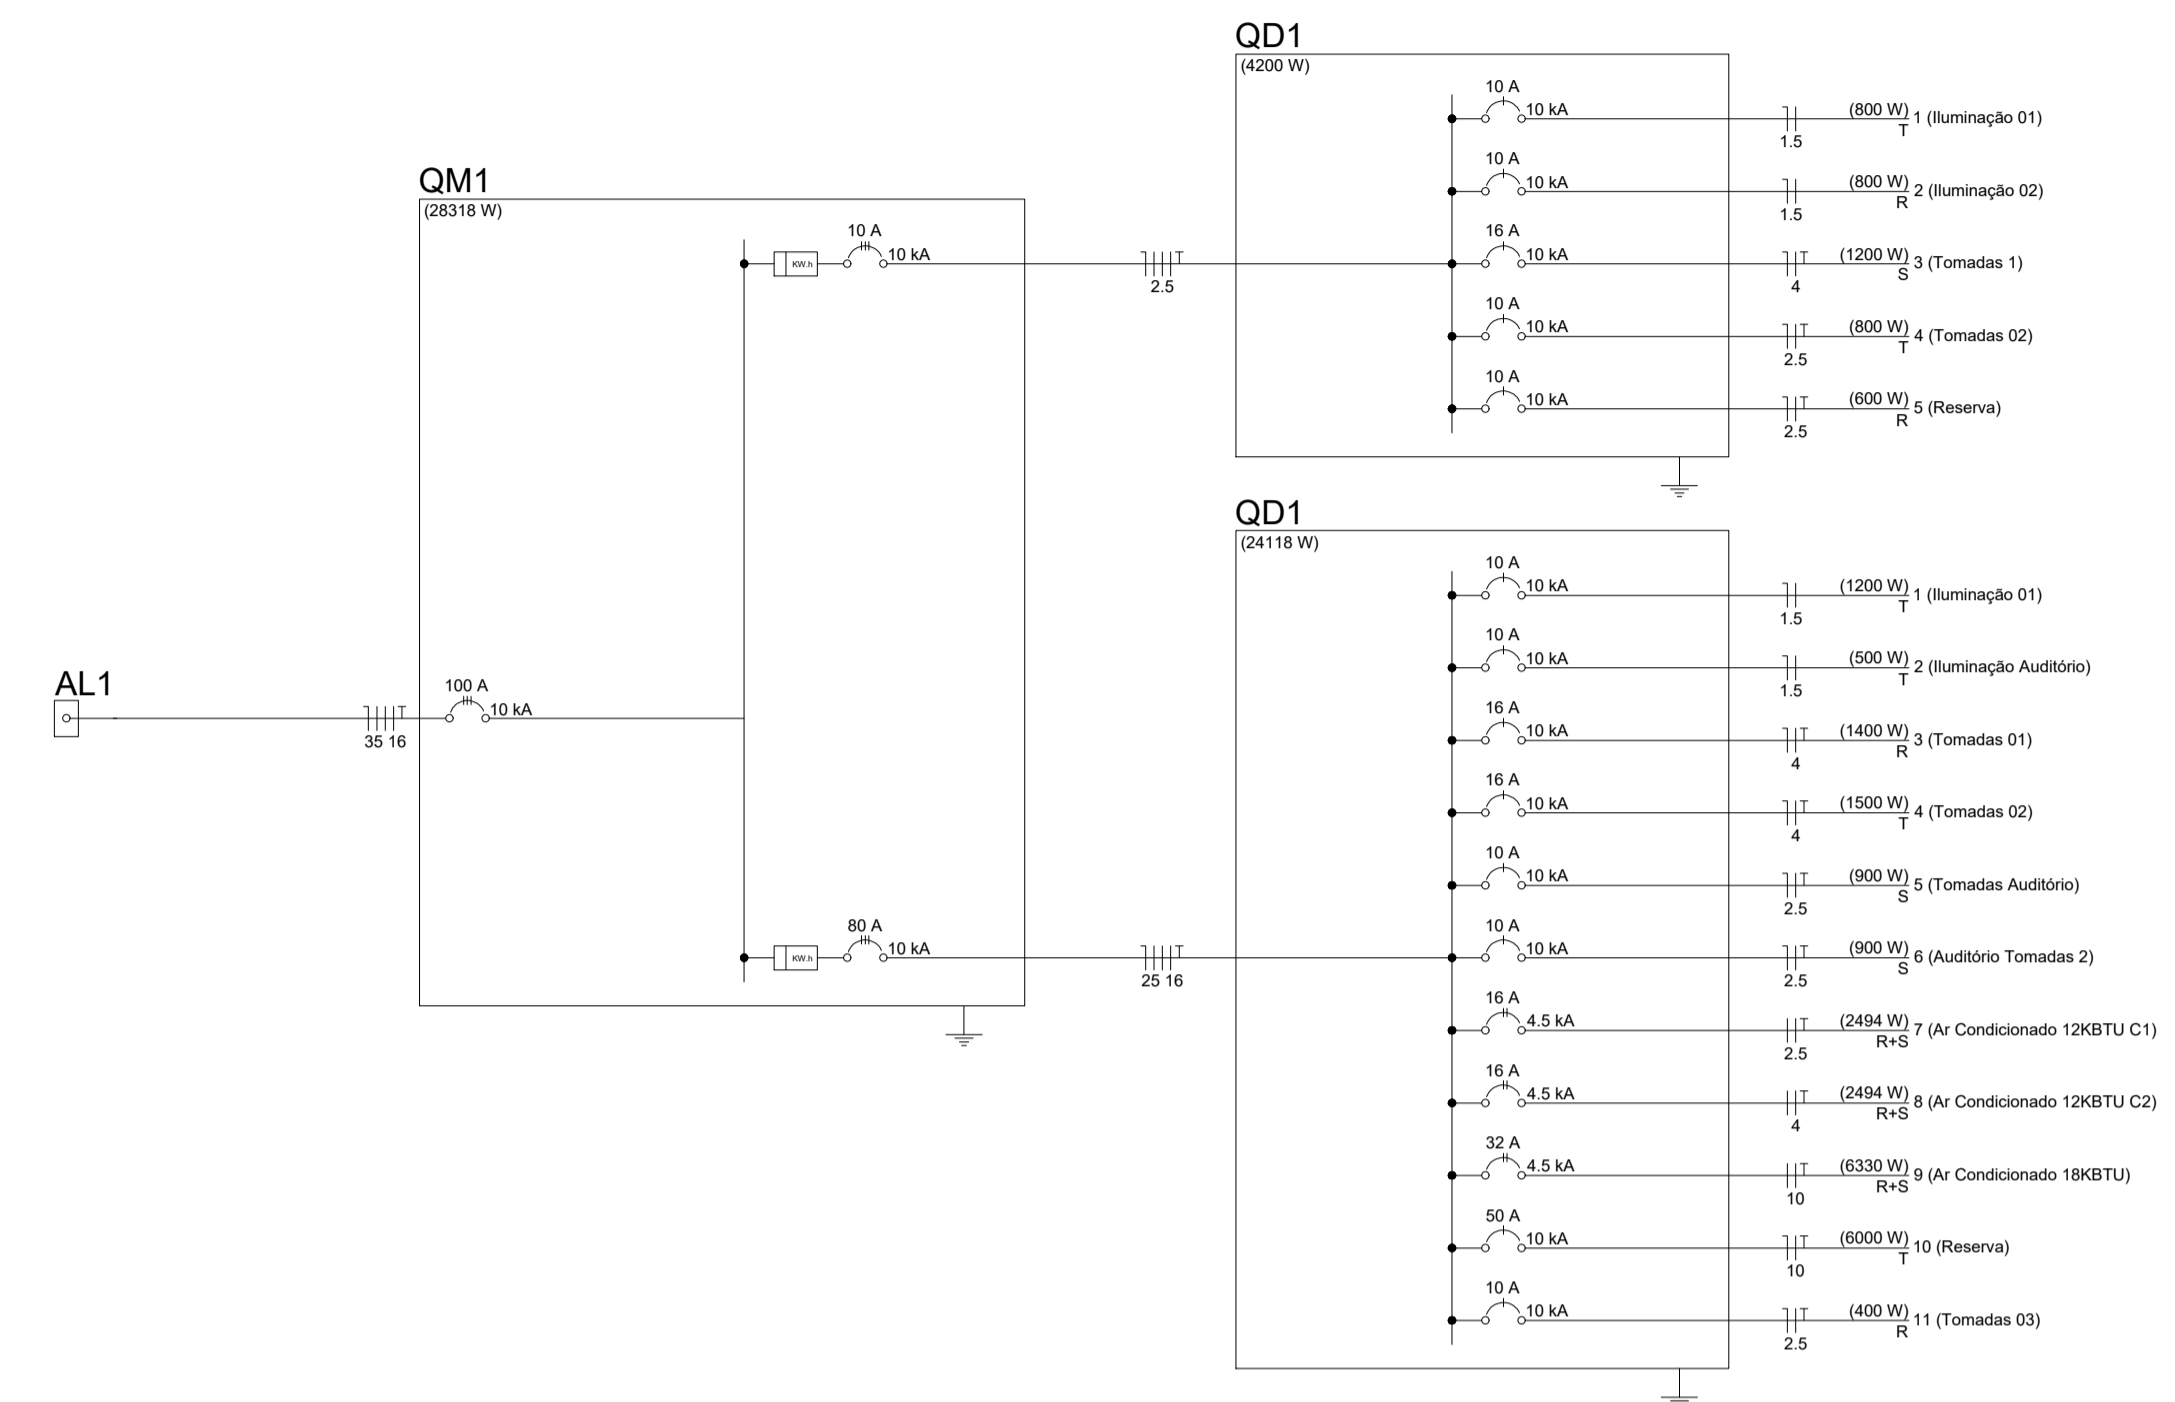 QD1
(4200 W)
10 A
10 kA
1.5
(800 W)
T
1 (Iluminação 01)
10 A
10 kA
1.5
(800 W)
R
2 (Iluminação 02)
16 A
10 kA
T
4
(1200 W)
S
3 (Tomadas 1)
10 A
10 kA
T
2.5
(800 W)
T
4 (Tomadas 02)
10 A
10 kA
T
2.5
(600 W)
R
5 (Reserva)
QM1
(28318 W)
KW.h
10 A
10 kA
T
2.5
AL1
T
35 16
100 A
10 kA
KW.h
80 A
10 kA
T
25 16
QD1
(24118 W)
10 A
10 kA
1.5
(1200 W)
T
1 (Iluminação 01)
10 A
10 kA
1.5
(500 W)
T
2 (Iluminação Auditório)
16 A
10 kA
T
4
(1400 W)
R
3 (Tomadas 01)
16 A
10 kA
T
4
(1500 W)
T
4 (Tomadas 02)
10 A
10 kA
T
2.5
(900 W)
S
5 (Tomadas Auditório)
10 A
10 kA
T
2.5
(900 W)
S
6 (Auditório Tomadas 2)
16 A
4.5 kA
T
2.5
(2494 W)
R+S
7 (Ar Condicionado 12KBTU C1)
16 A
4.5 kA
T
4
(2494 W)
R+S
8 (Ar Condicionado 12KBTU C2)
32 A
4.5 kA
T
10
(6330 W)
R+S
9 (Ar Condicionado 18KBTU)
50 A
10 kA
T
10
(6000 W)
T
10 (Reserva)
10 A
10 kA
T
2.5
(400 W)
R
11 (Tomadas 03)